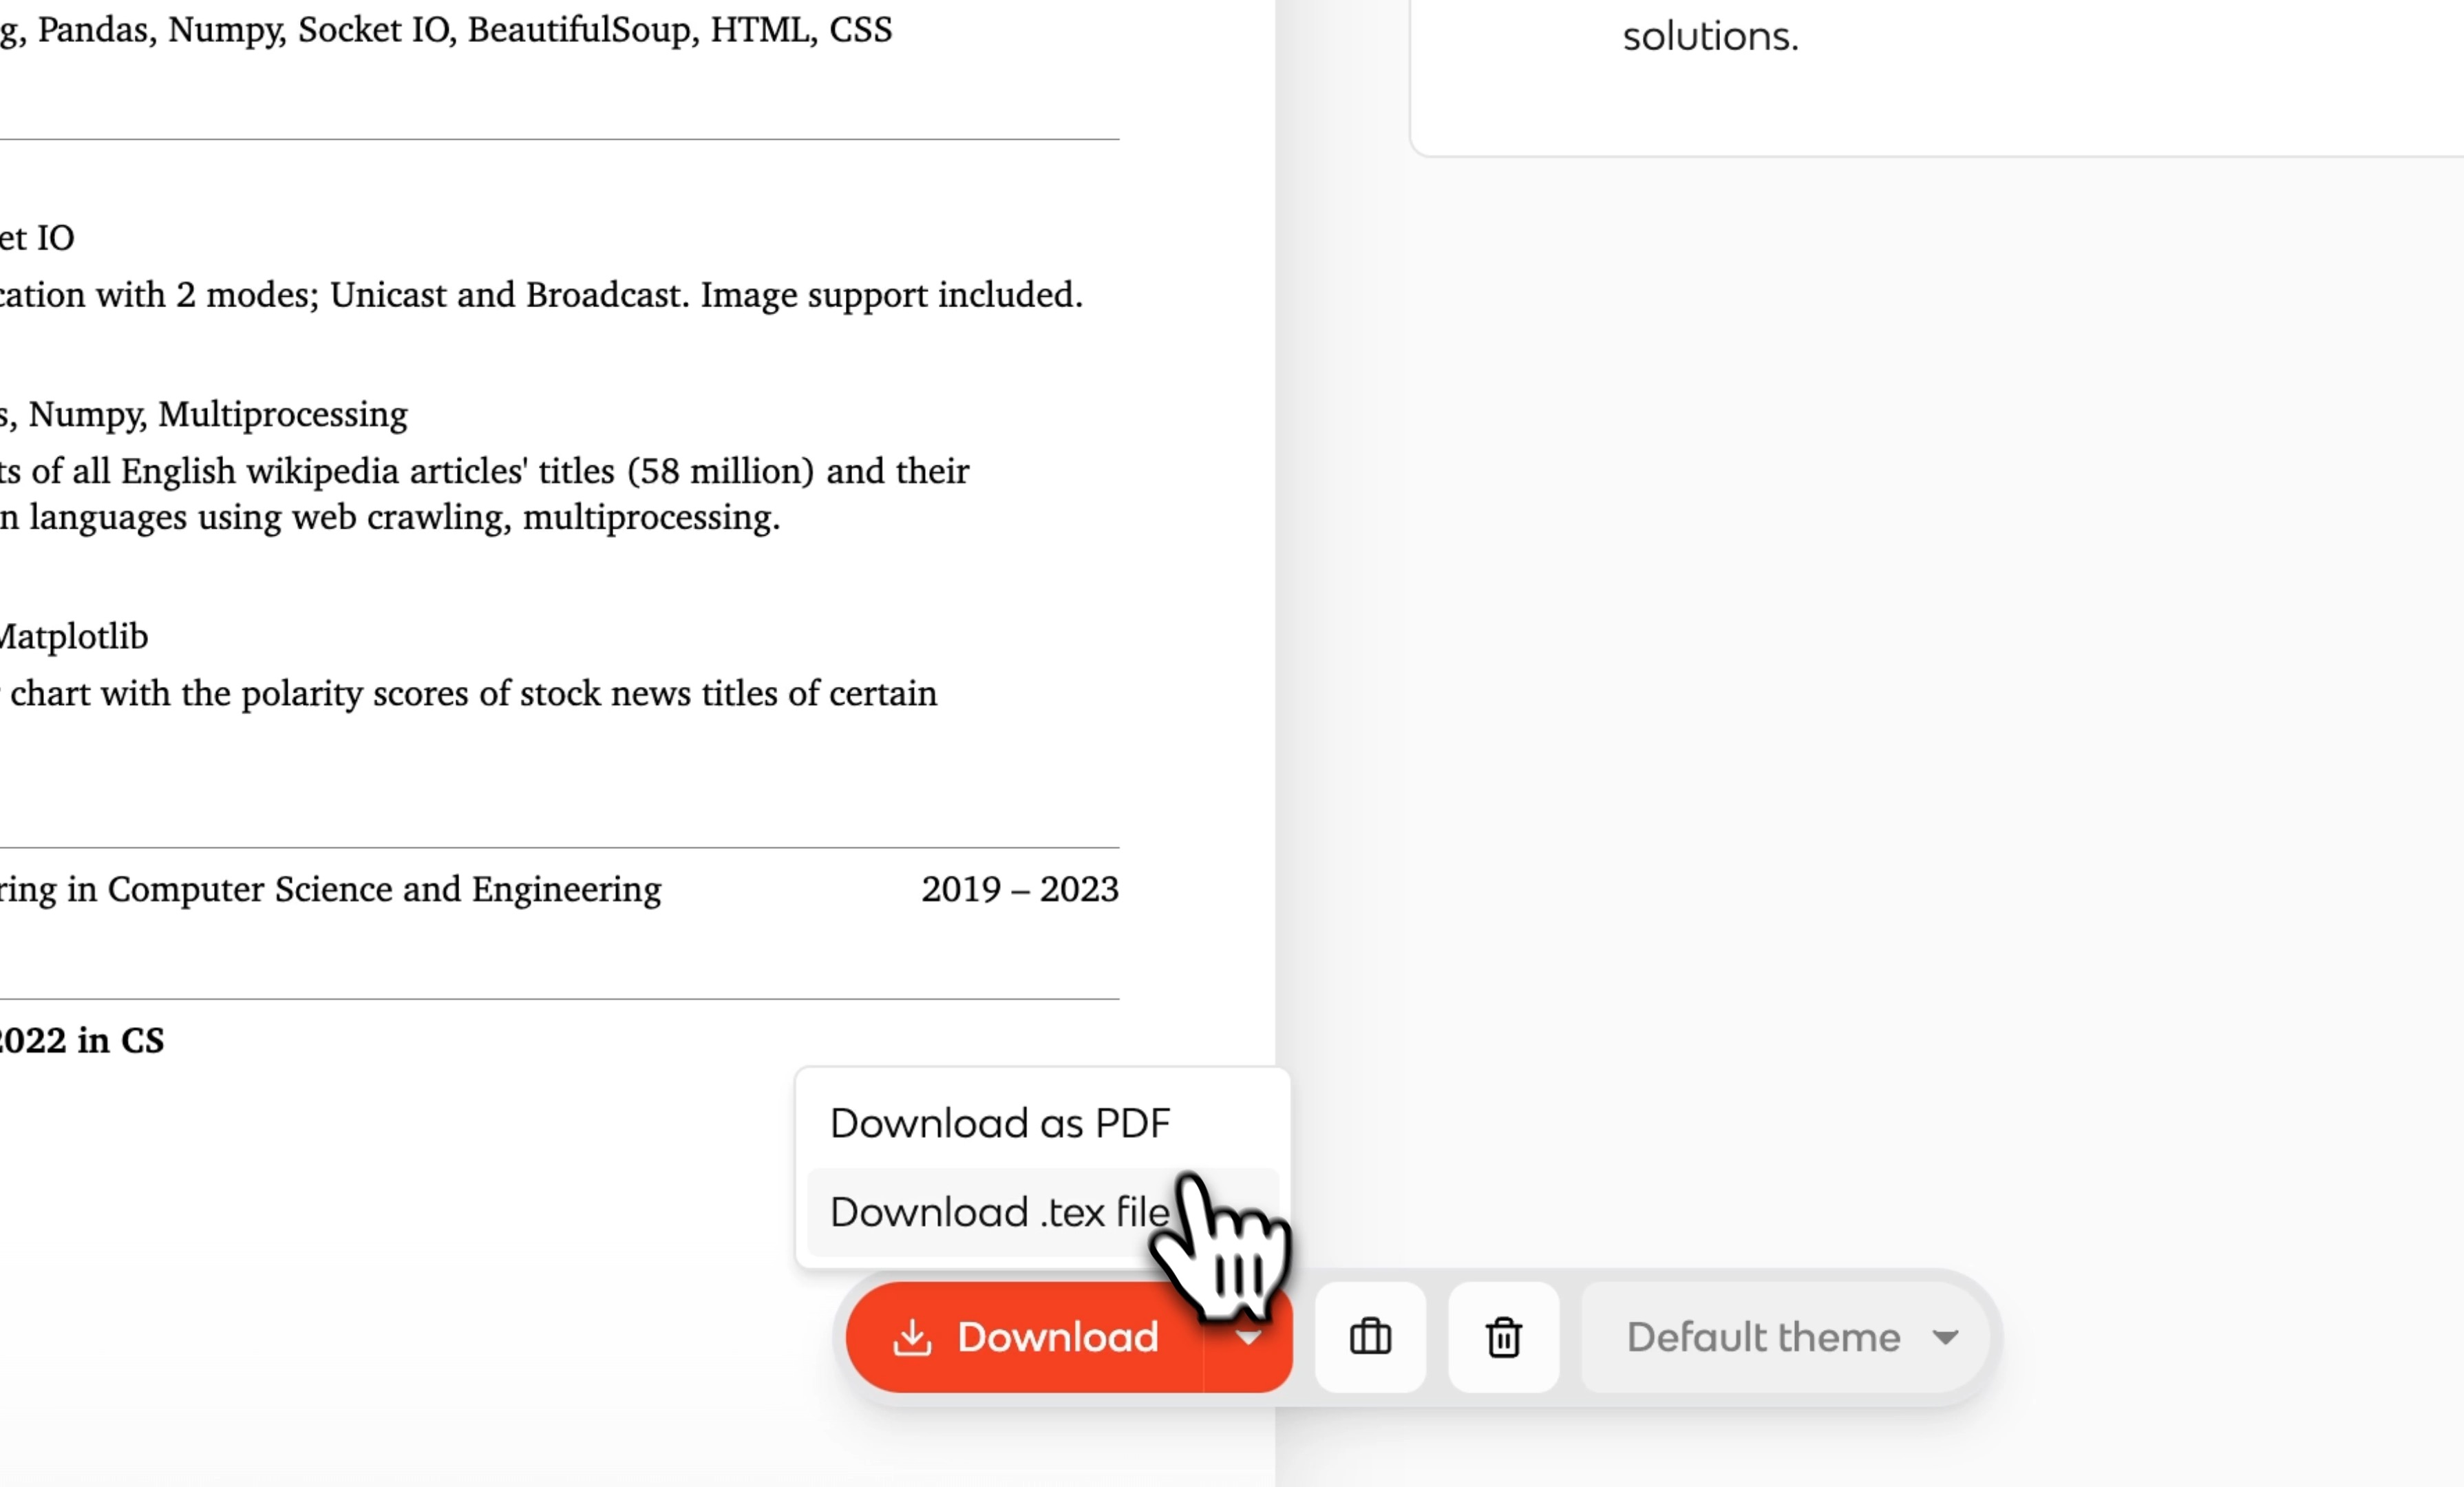 g, Pandas, Numpy, Socket IO, BeautifulSoup, HTML, CSS
et IO
cation with 2 modes; Unicast and Broadcast. Image support included.
s, Numpy, Multiprocessing
ts of all English wikipedia articles' titles (58 million) and their
n languages using web crawling, multiprocessing.
Matplotlib
chart with the polarity scores of stock news titles of certain
ring in Computer Science and Engineering 2019 – 2023
2022 in CS
solutions.
Download as PDF
Download .tex file
Download
Default theme